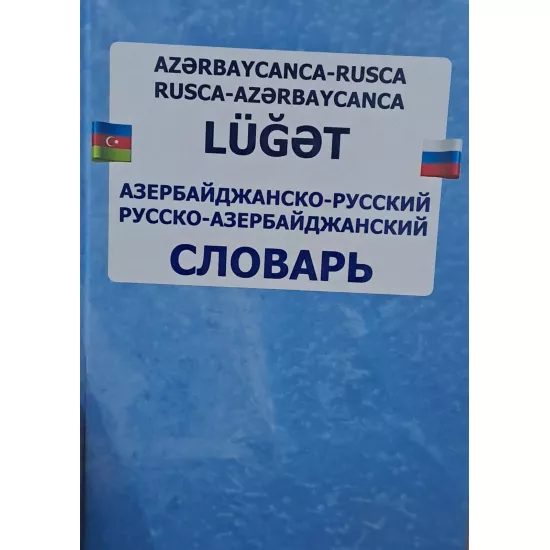 AZƏRBAYCANCA-RUSCA
RUSCA-AZƏRBAYCANCA
LÜĞƏT
АЗЕРБАЙДЖАНСКО-РУССКИЙ
РУССКО-АЗЕРБАЙДЖАНСКИЙ
СЛОВАРЬ